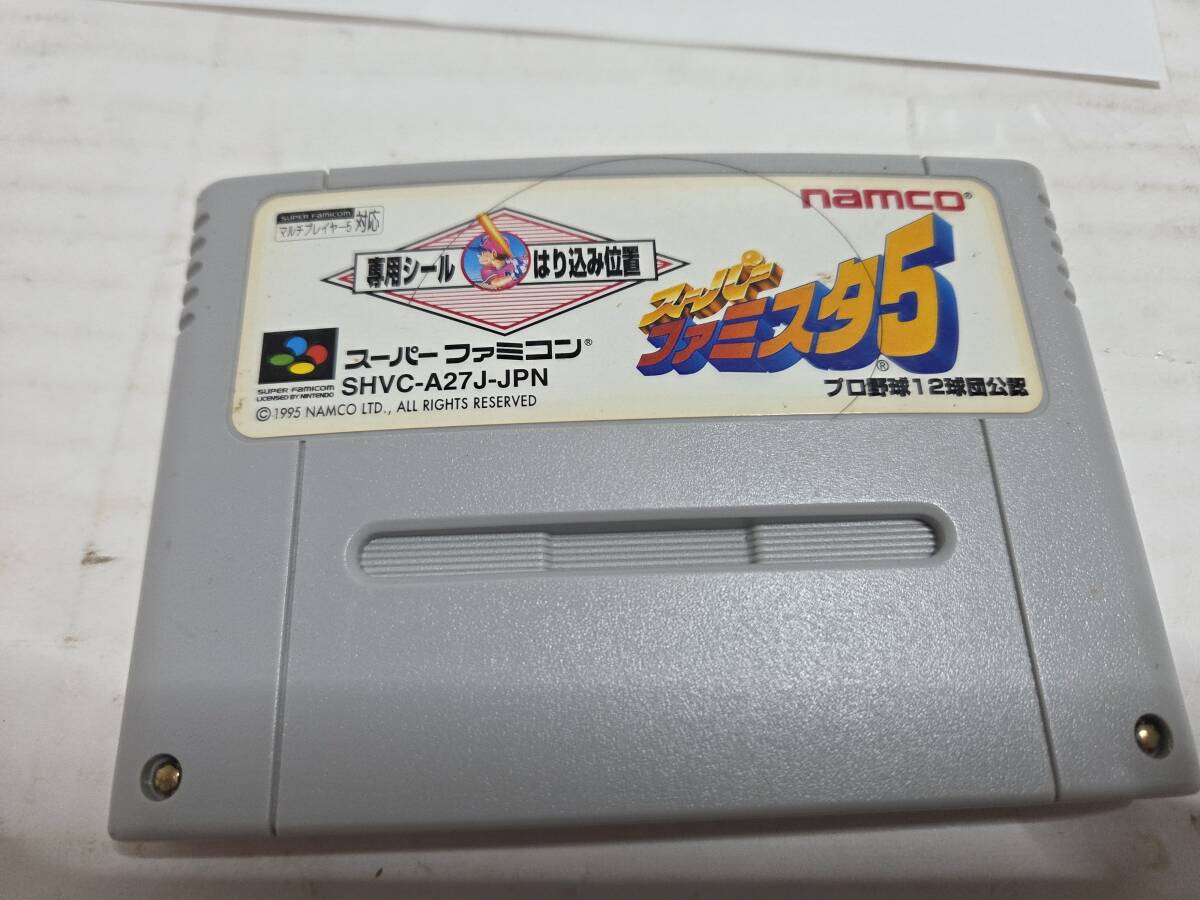 SUPER FAMICOM
マルチプレイヤー5 対応
namco®
専用シール はり込み位置
スーパー
ファミスタ5®
プロ野球12球団公認
スーパーファミコン®
SUPER FAMICOM
LICENSED BY NINTENDO
SHVC-A27J-JPN
©1995 NAMCO LTD., ALL RIGHTS RESERVED